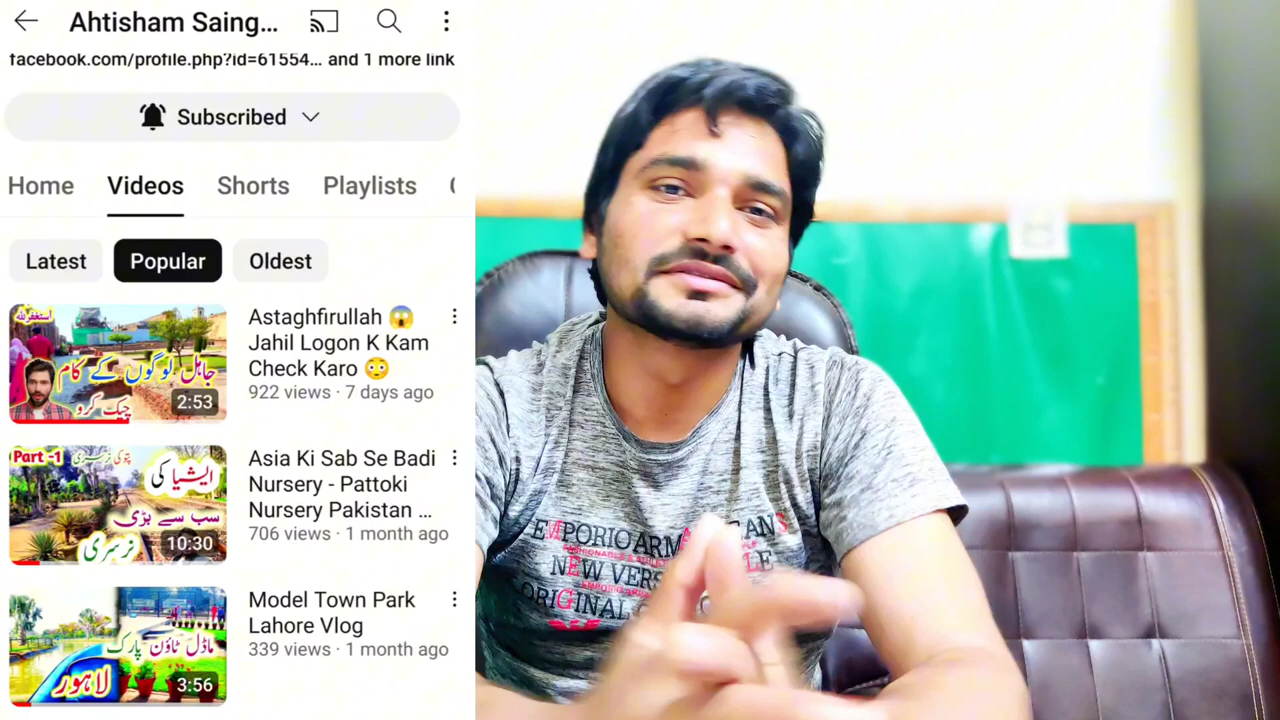 Ahtisham Saing...
facebook.com/profile.php?id=61554... and 1 more link
Subscribed
Home Videos Shorts Playlists
Latest Popular Oldest
استغفراللہ
جاہل لوگوں کے کام
چیک کرو
2:53
Astaghfirullah 😱
Jahil Logon K Kam
Check Karo 😳
922 views · 7 days ago
Part -1
پتوکی نرسری
ایشیا کی
سب سے بڑی
نرسری
10:30
Asia Ki Sab Se Badi
Nursery - Pattoki
Nursery Pakistan ...
706 views · 1 month ago
ماڈل ٹاؤن پارک
لاہور
3:56
Model Town Park
Lahore Vlog
339 views · 1 month ago
EMPORIO ARM
NEW VERS
ORIGINAL